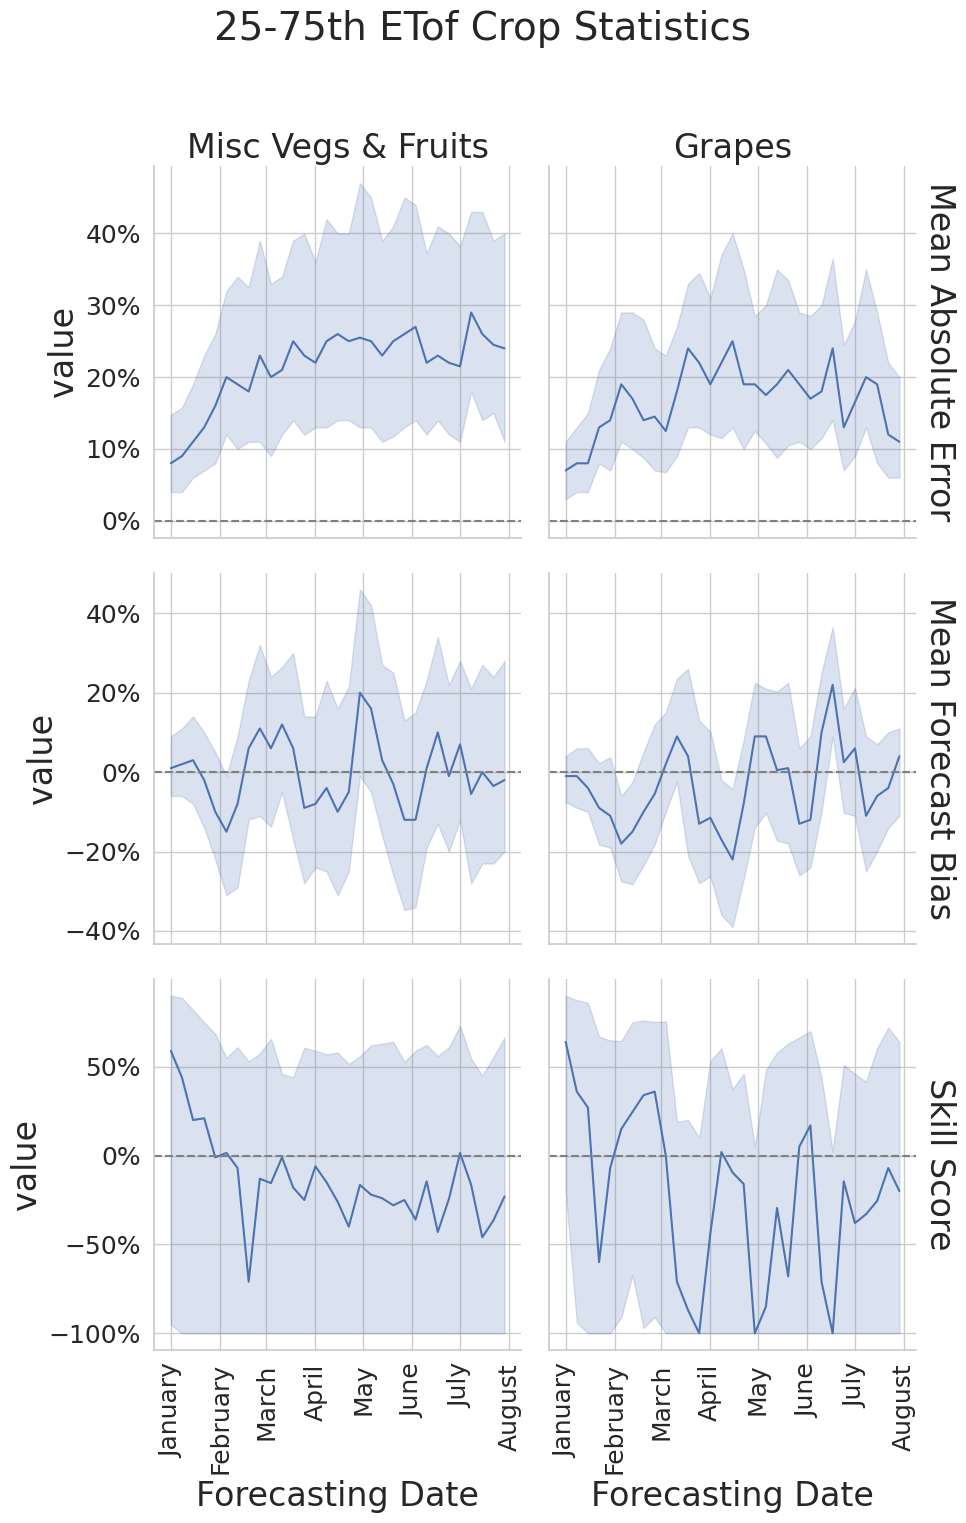 25-75th ETof Crop Statistics
Misc Vegs & Fruits
Grapes
value
40%
30%
20%
10%
0%
Mean Absolute Error
value
40%
20%
0%
−20%
−40%
Mean Forecast Bias
value
50%
0%
−50%
−100%
Skill Score
January
February
March
April
May
June
July
August
January
February
March
April
May
June
July
August
Forecasting Date
Forecasting Date